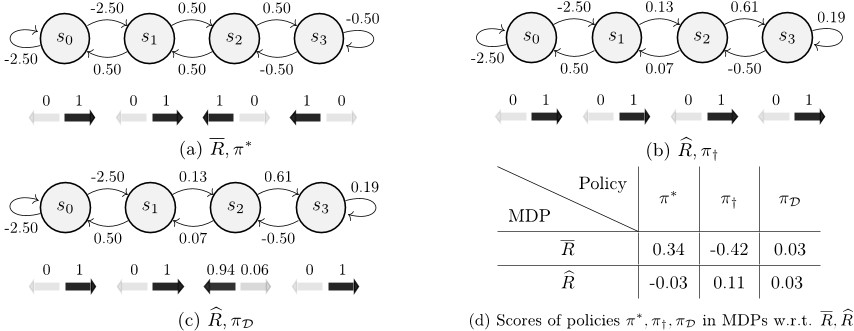 -2.50 0.50 0.50 -0.50
s0 s1 s2 s3
-2.50 0.50 0.50 -0.50
0 1 0 1 1 0 1 0
(a) R̅, π*
-2.50 0.13 0.61 0.19
s0 s1 s2 s3
-2.50 0.50 0.07 -0.50
0 1 0 1 0 1 0 1
(b) R̂, π†
-2.50 0.13 0.61 0.19
s0 s1 s2 s3
-2.50 0.50 0.07 -0.50
0 1 0 1 0.94 0.06 0 1
(c) R̂, π𝒟
Policy π* π† π𝒟
MDP
R̅ 0.34 -0.42 0.03
R̂ -0.03 0.11 0.03
(d) Scores of policies π*, π†, π𝒟 in MDPs w.r.t. R̅, R̂